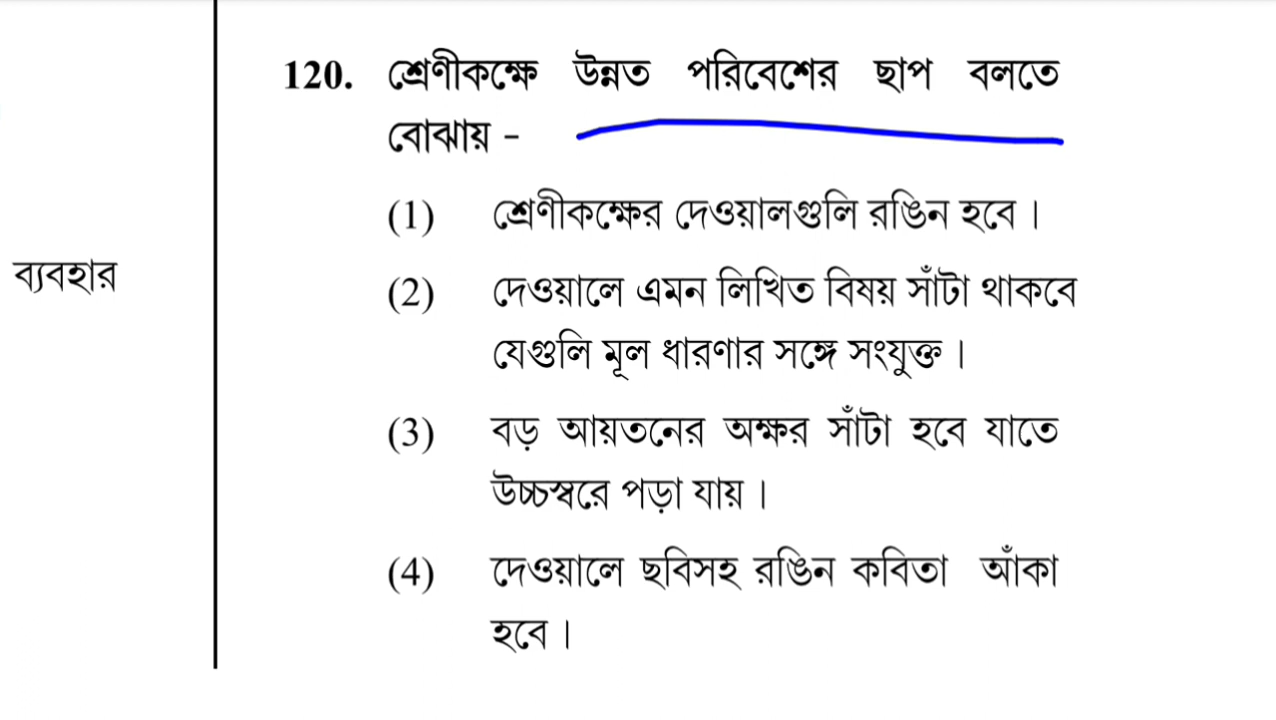 120. শ্রেণীকক্ষে উন্নত পরিবেশের ছাপ বলতে
বোঝায় -
(1) শ্রেণীকক্ষের দেওয়ালগুলি রঙিন হবে।
ব্যবহার
(2) দেওয়ালে এমন লিখিত বিষয় সাঁটা থাকবে
যেগুলি মূল ধারণার সঙ্গে সংযুক্ত।
(3) বড় আয়তনের অক্ষর সাঁটা হবে যাতে
উচ্চস্বরে পড়া যায়।
(4) দেওয়ালে ছবিসহ রঙিন কবিতা আঁকা
হবে।